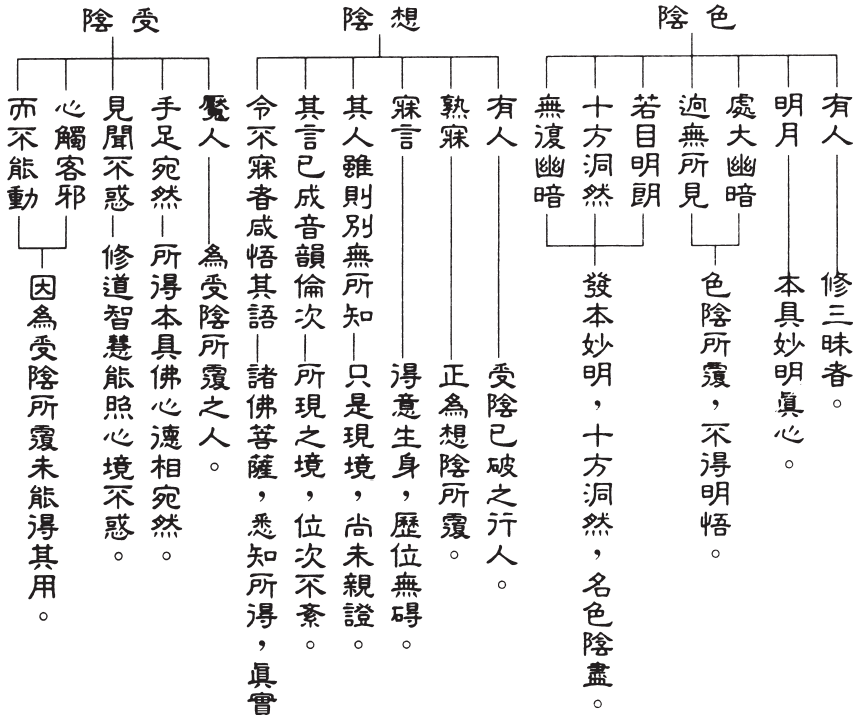 色陰
有人
修三昧者。
明月
本具妙明眞心。
處大幽暗
逈無所見
色陰所覆，不得明悟。
若目明朗
十方洞然
無復幽暗
發本妙明，十方洞然，名色陰盡。
想陰
有人
受陰已破之行人。
熟寐
正為想陰所覆。
寐言
得意生身，歷位無碍。
其人雖則別無所知
只是現境，尚未親證。
其言已成音韻倫次
所現之境，位次不紊。
令不寐者咸悟其語
諸佛菩薩，悉知所得，眞實
受陰
魘人
為受陰所覆之人。
手足宛然
所得本具佛心德相宛然。
見聞不惑
修道智慧能照心境不惑。
心觸客邪
而不能動
因為受陰所覆未能得其用。